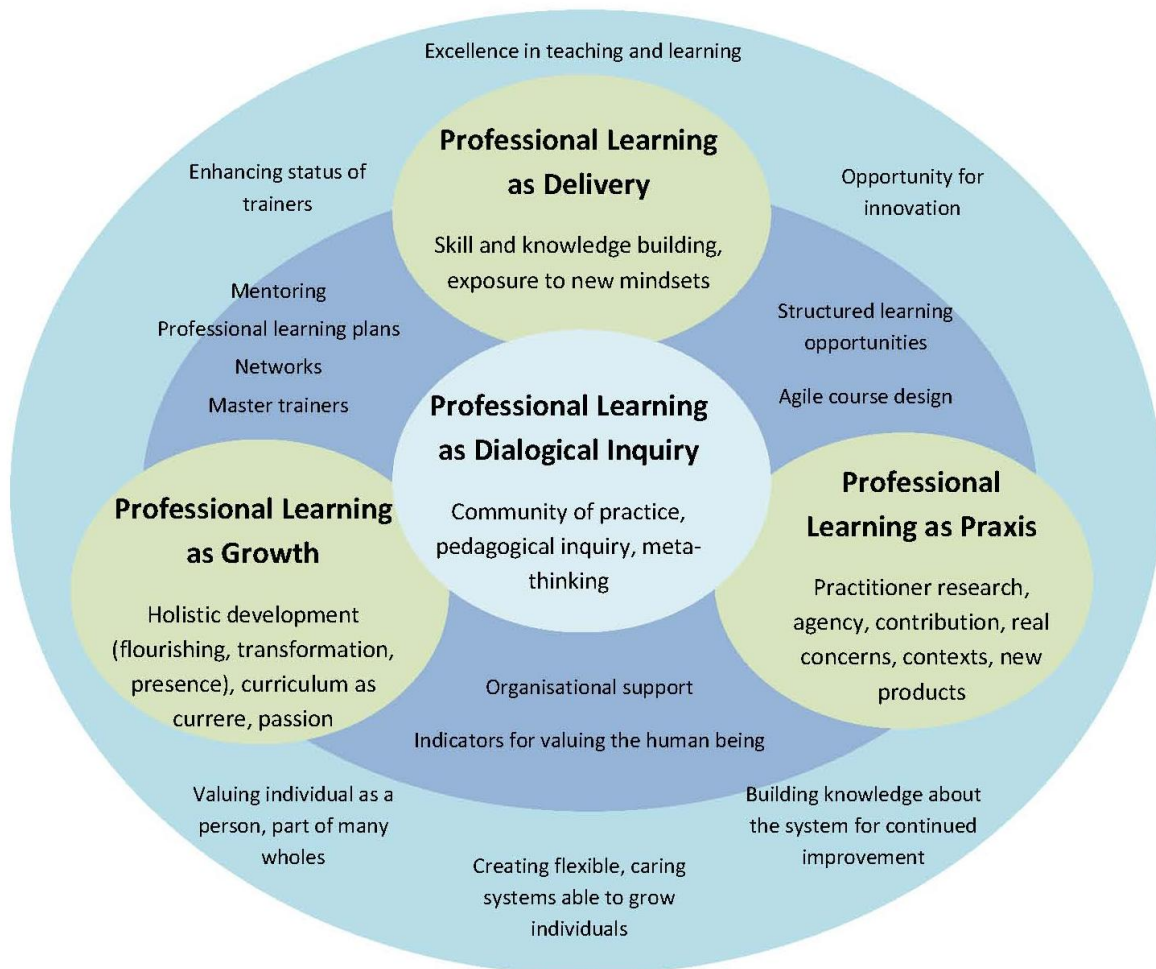 Excellence in teaching and learning
Professional Learning
as Delivery
Skill and knowledge building,
exposure to new mindsets
Enhancing status of
trainers
Opportunity for
innovation
Mentoring
Professional learning plans
Networks
Master trainers
Structured learning
opportunities
Agile course design
Professional Learning
as Dialogical Inquiry
Community of practice,
pedagogical inquiry, meta-
thinking
Professional Learning
as Growth
Holistic development
(flourishing, transformation,
presence), curriculum as
currere, passion
Professional
Learning as Praxis
Practitioner research,
agency, contribution, real
concerns, contexts, new
products
Organisational support
Indicators for valuing the human being
Valuing individual as a
person, part of many
wholes
Creating flexible, caring
systems able to grow
individuals
Building knowledge about
the system for continued
improvement